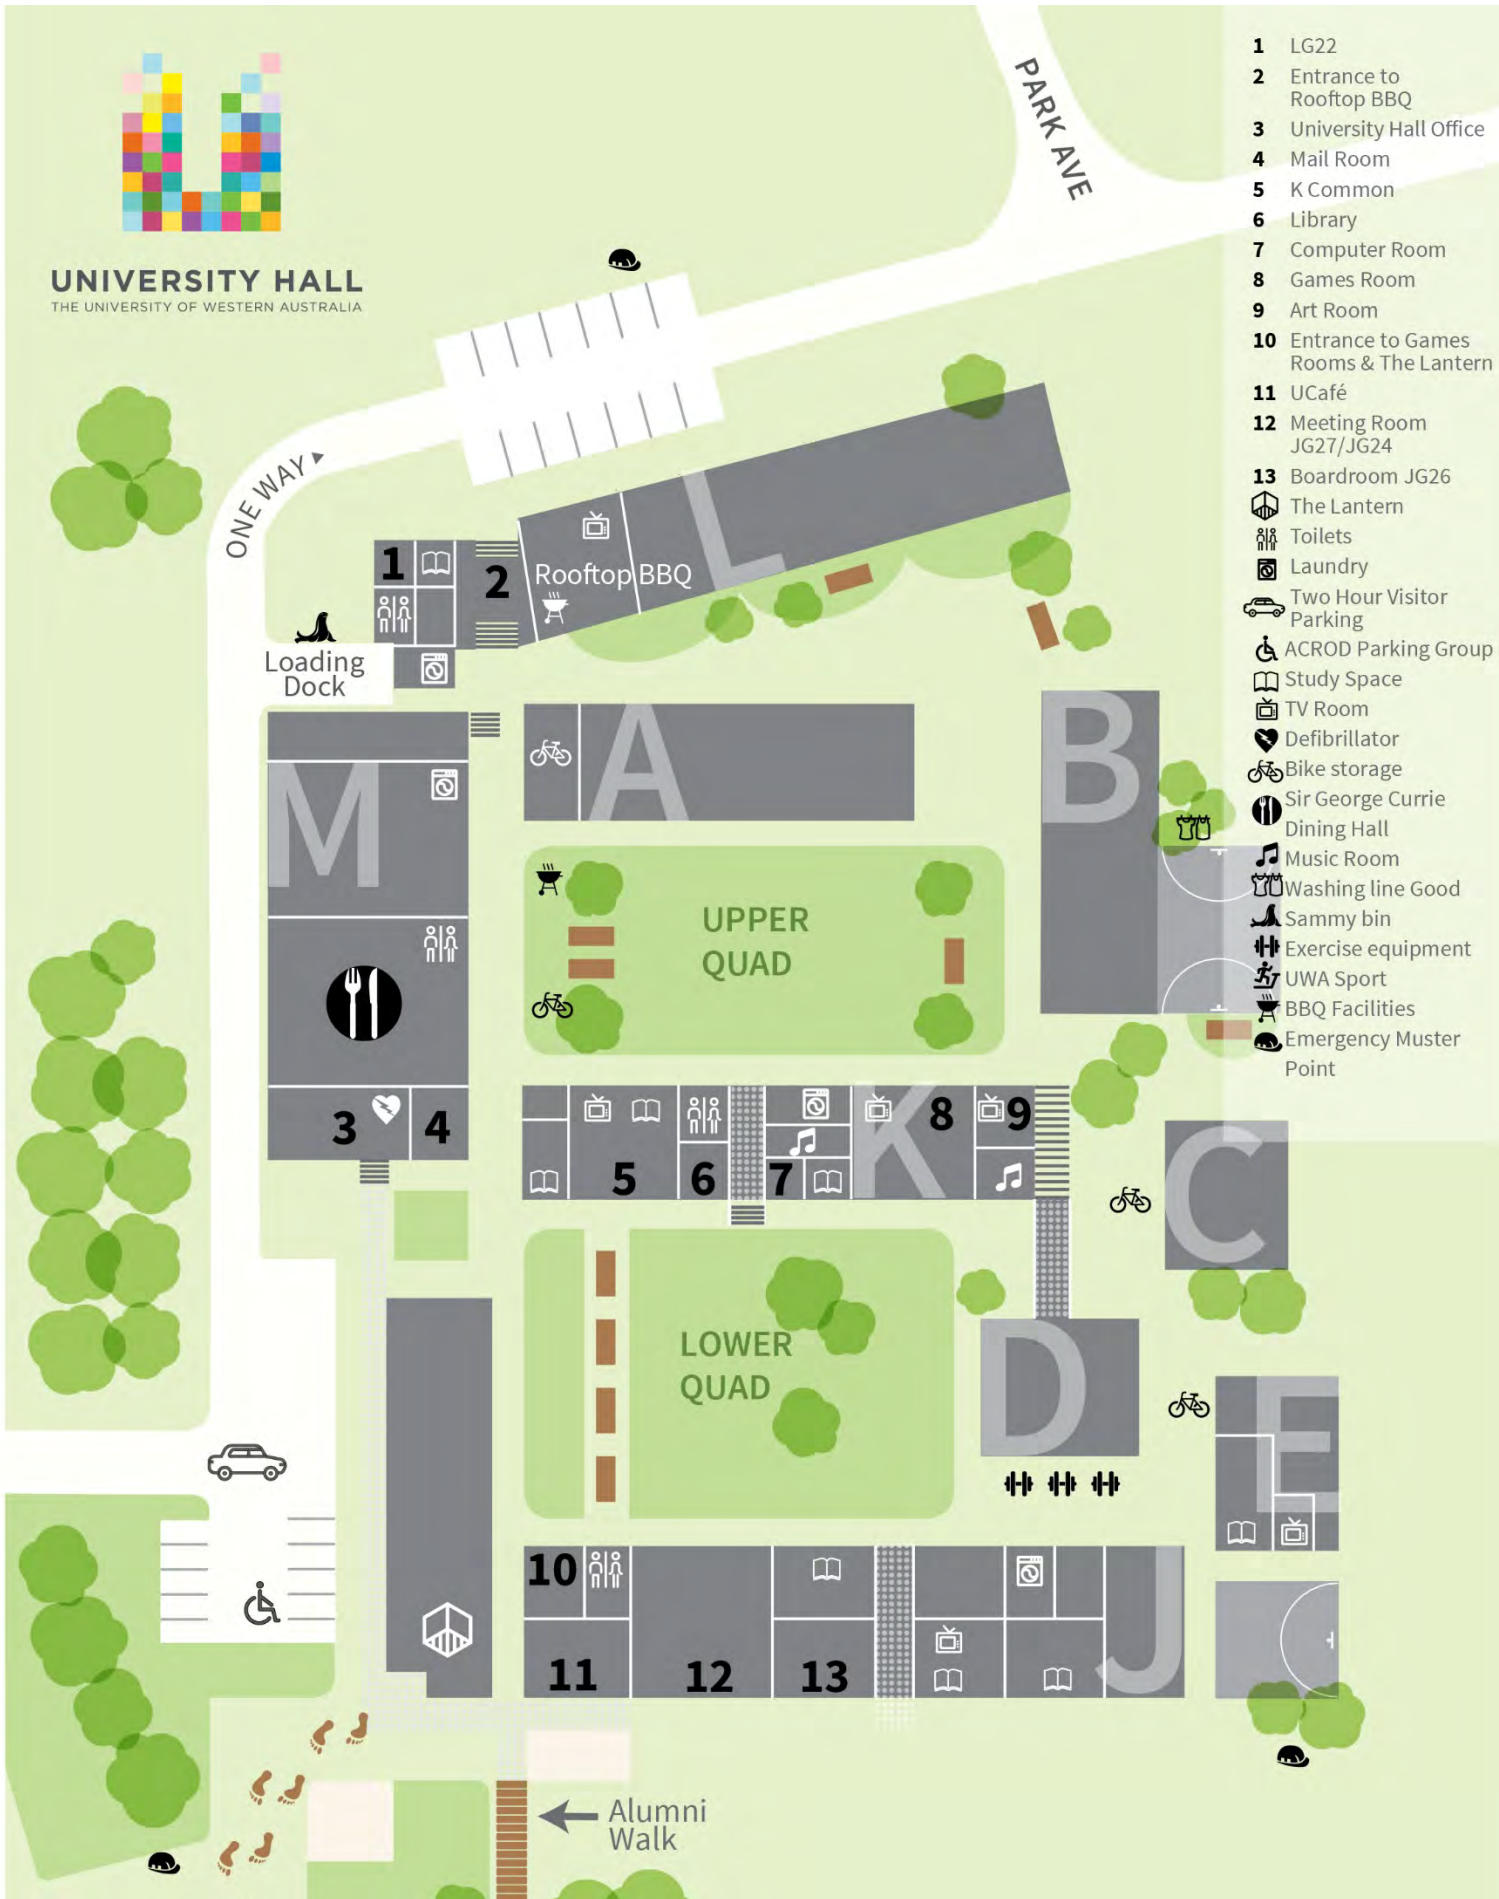 UNIVERSITY HALL
THE UNIVERSITY OF WESTERN AUSTRALIA
PARK AVE
ONE WAY
1
2
Rooftop BBQ
L
Loading
Dock
A
B
M
UPPER
QUAD
3
4
5
6
7
K
8
9
C
LOWER
QUAD
D
E
10
11
12
13
J
Alumni
Walk
1 LG22
2 Entrance to
Rooftop BBQ
3 University Hall Office
4 Mail Room
5 K Common
6 Library
7 Computer Room
8 Games Room
9 Art Room
10 Entrance to Games
Rooms & The Lantern
11 UCafé
12 Meeting Room
JG27/JG24
13 Boardroom JG26
The Lantern
Toilets
Laundry
Two Hour Visitor
Parking
ACROD Parking Group
Study Space
TV Room
Defibrillator
Bike storage
Sir George Currie
Dining Hall
Music Room
Washing line Good
Sammy bin
Exercise equipment
UWA Sport
BBQ Facilities
Emergency Muster
Point